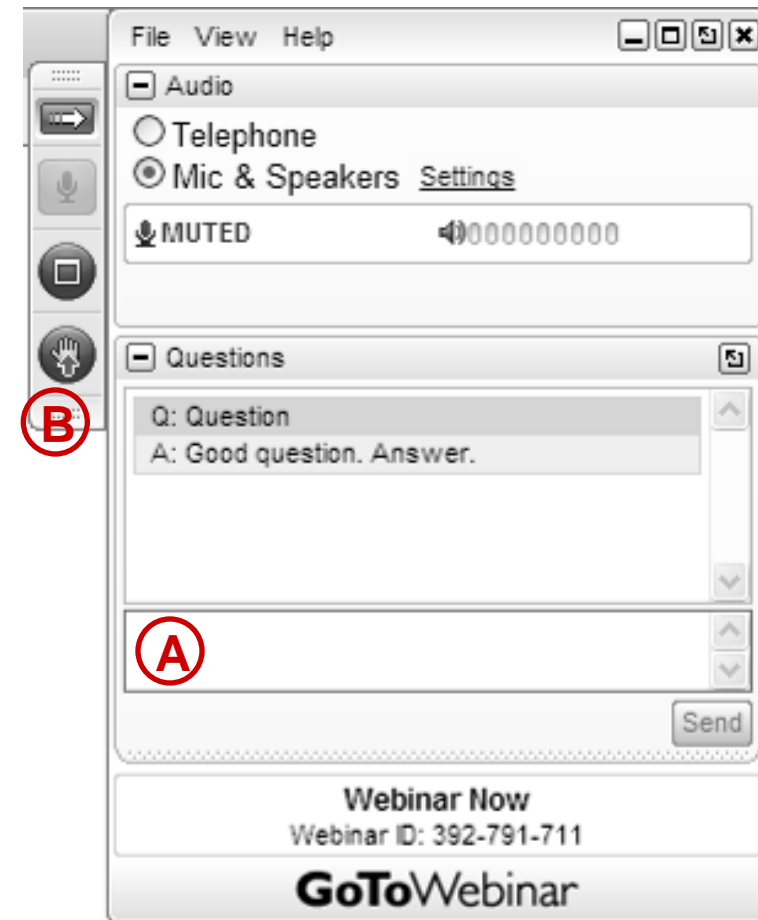 File View Help
Audio
Telephone
Mic & Speakers Settings
MUTED
Questions
B
Q: Question
A: Good question. Answer.
A
Send
Webinar Now
Webinar ID: 392-791-711
GoToWebinar